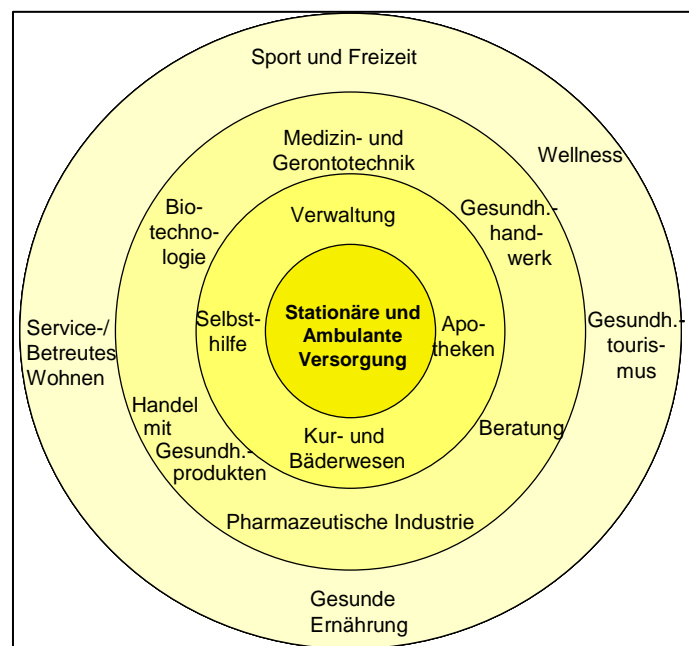 Sport und Freizeit
Medizin- und
Gerontotechnik
Wellness
Bio-
technolo-
logie
Verwaltung
Gesundh.-
hand-
werk
Stationäre und
Ambulante
Versorgung
Selbst-
hilfe
Apo-
theken
Service-/
Betreutes
Wohnen
Gesundh.-
touris-
mus
Handel
mit
Gesundh.-
produkten
Kur- und
Bäderwesen
Beratung
Pharmazeutische Industrie
Gesunde
Ernährung